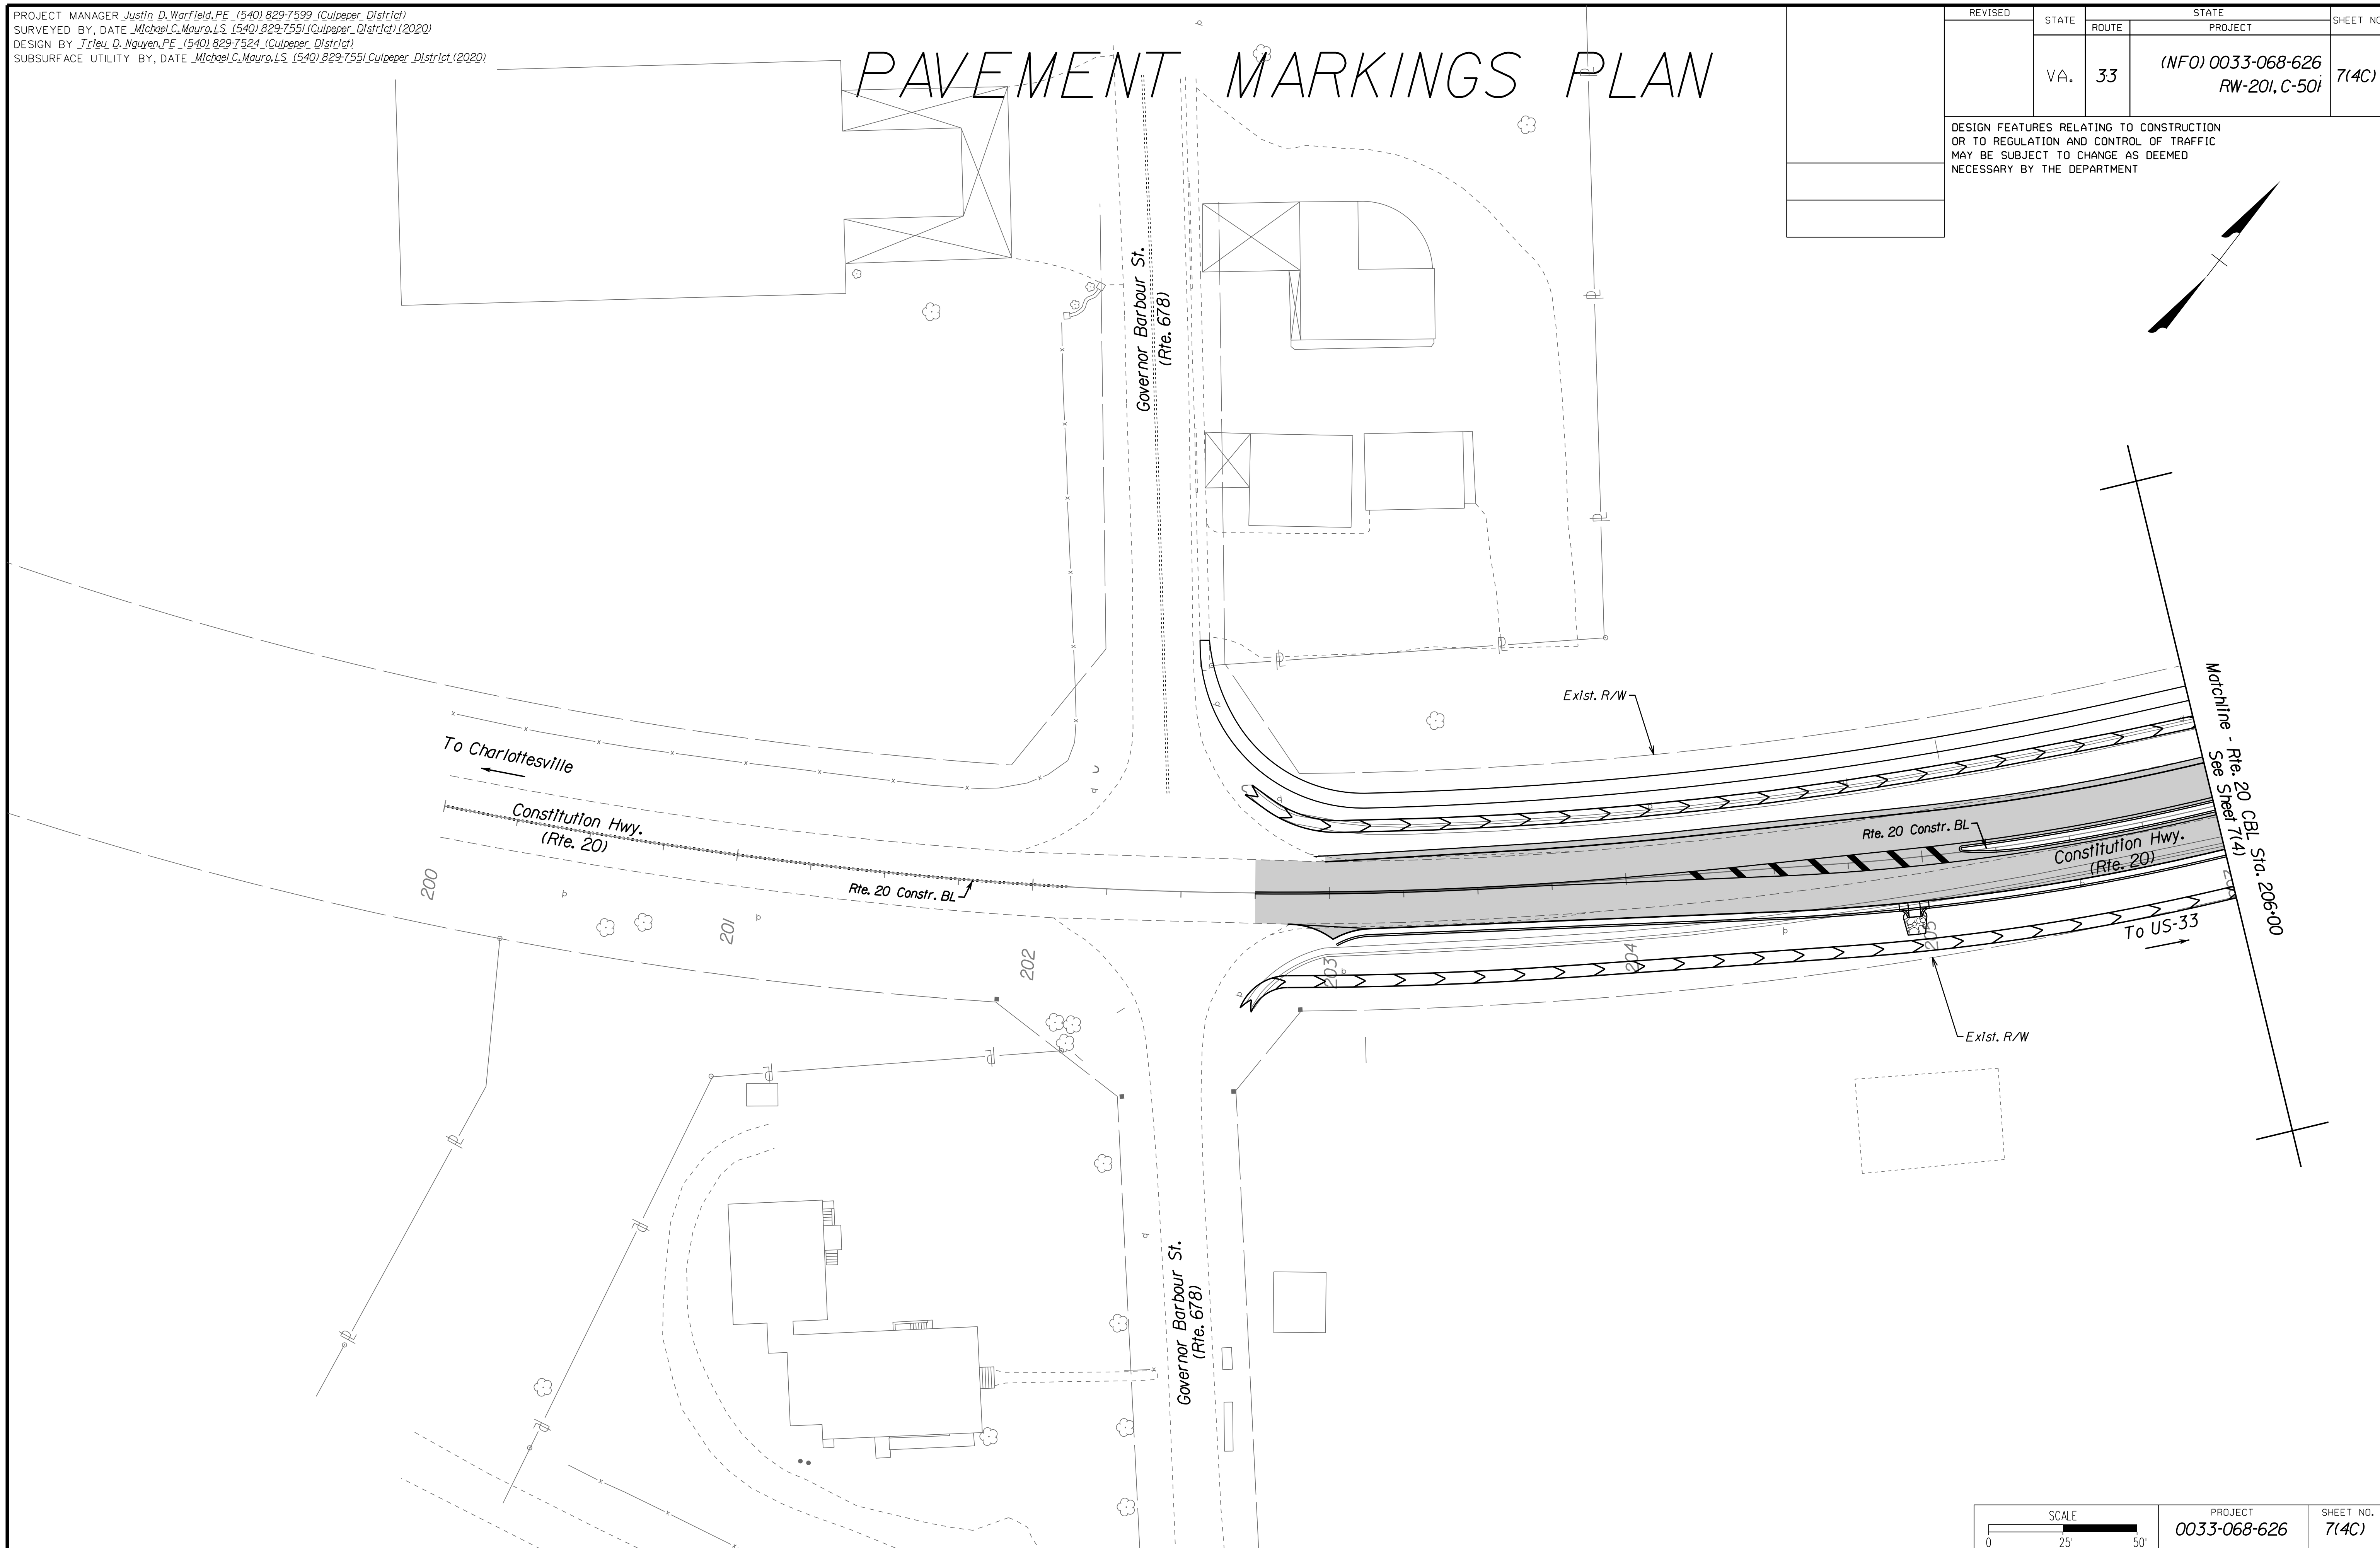 PROJECT MANAGER Justin D. Warfield, PE (540) 829-7599 (Culpeper District)
SURVEYED BY, DATE Michael C. Mauro, LS (540) 829-7551 (Culpeper District) (2020)
DESIGN BY Trieu D. Nguyen, PE (540) 829-7524 (Culpeper District)
SUBSURFACE UTILITY BY, DATE Michael C. Mauro, LS (540) 829-7551 Culpeper District (2020)
PAVEMENT MARKINGS PLAN
REVISED
STATE
STATE
ROUTE
PROJECT
SHEET NO
VA.
33
(NFO) 0033-068-626
RW-201, C-501
7(4C)
DESIGN FEATURES RELATING TO CONSTRUCTION
OR TO REGULATION AND CONTROL OF TRAFFIC
MAY BE SUBJECT TO CHANGE AS DEEMED
NECESSARY BY THE DEPARTMENT
Governor Barbour St.
(Rte. 678)
Exist. R/W
Matchline - Rte. 20 CBL Sta. 206+00
See Sheet 7(4)
To Charlottesville
Constitution Hwy.
(Rte. 20)
Rte. 20 Constr. BL
Rte. 20 Constr. BL
Constitution Hwy.
(Rte. 20)
200
201
202
203
204
205
To US-33
Exist. R/W
Governor Barbour St.
(Rte. 678)
SCALE
0 25' 50'
PROJECT
0033-068-626
SHEET NO.
7(4C)